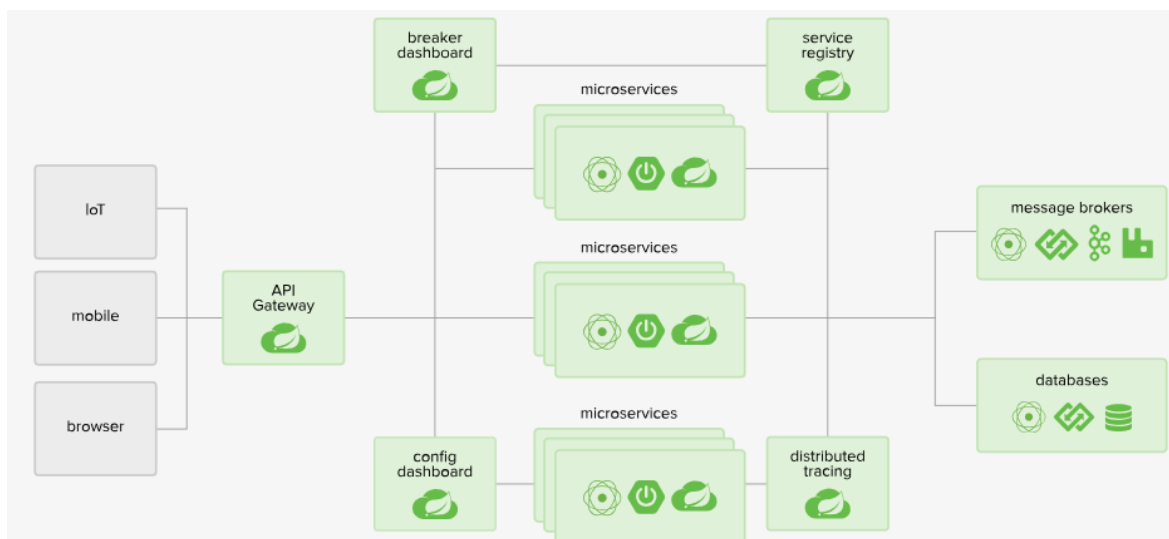 breaker
dashboard
service
registry
microservices
IoT
message brokers
microservices
API
Gateway
mobile
databases
microservices
browser
config
dashboard
distributed
tracing